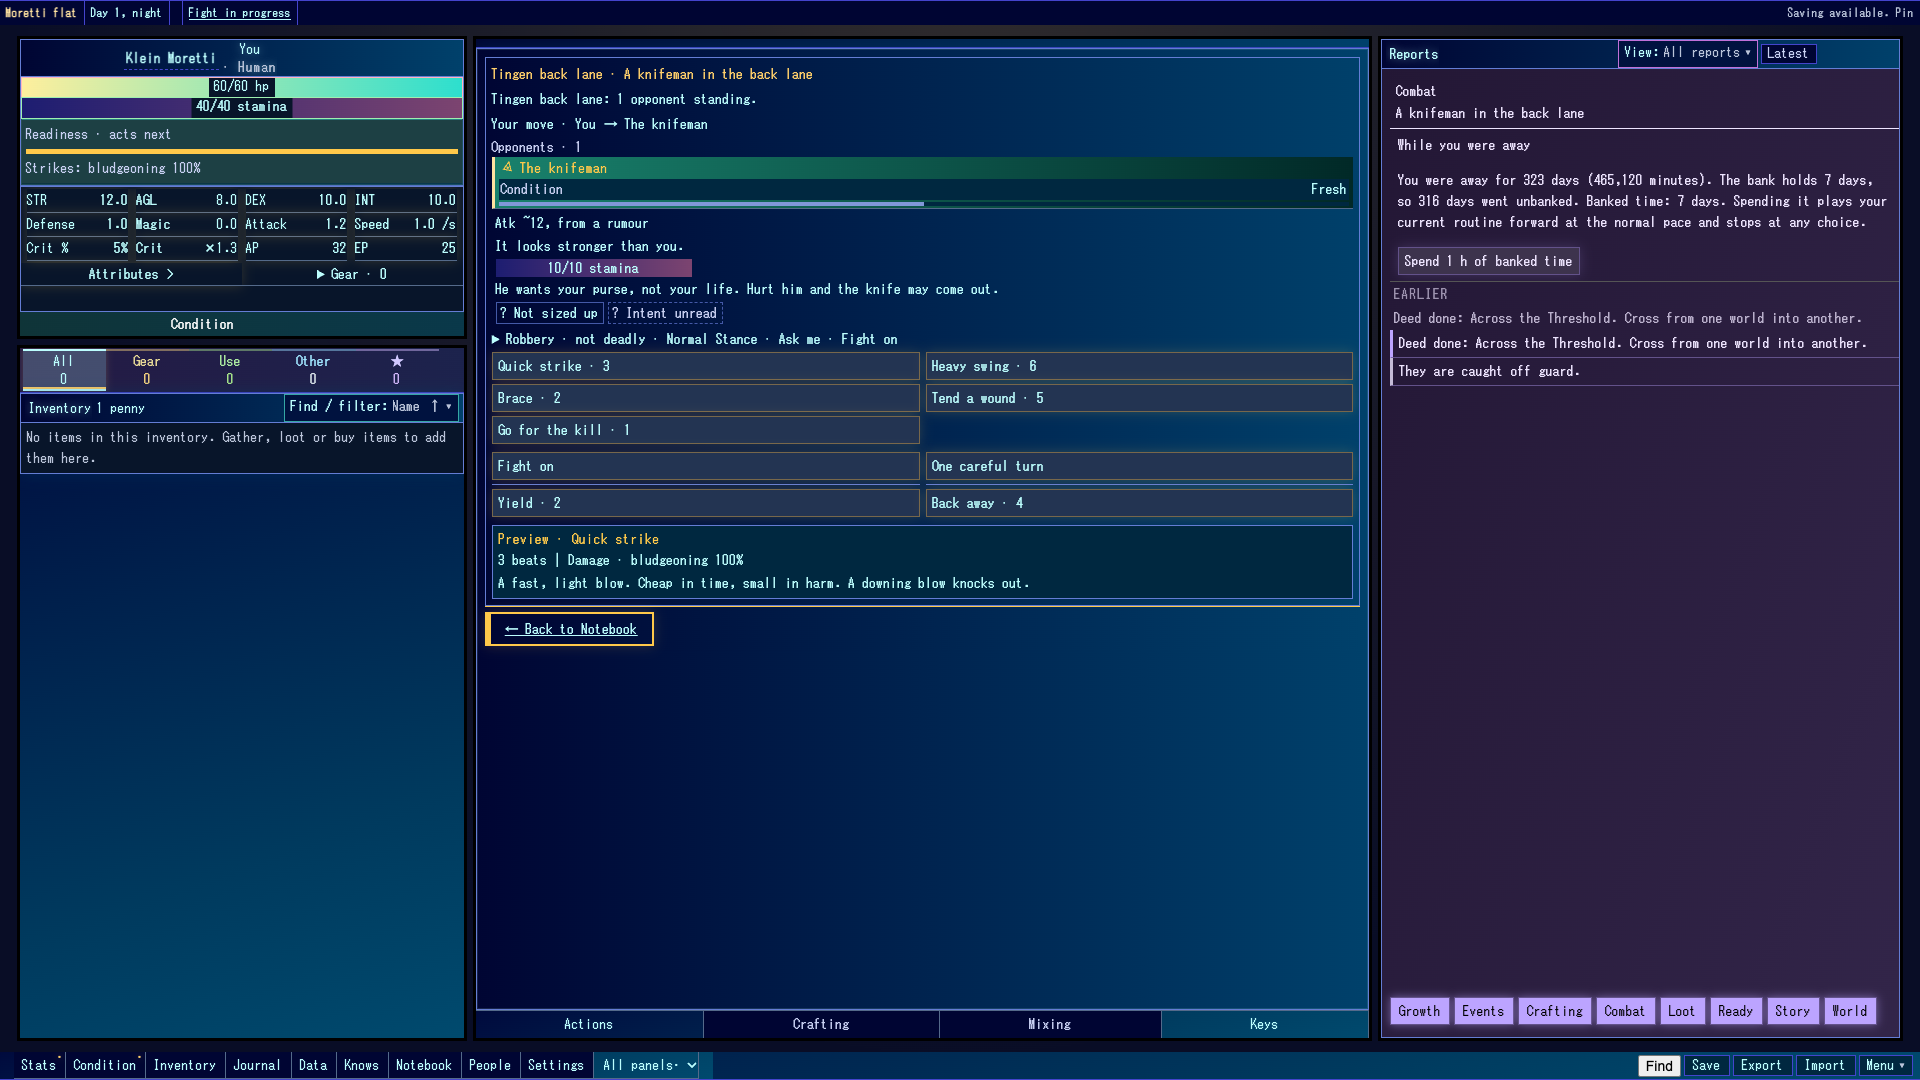 Moretti flat
Day 1, night
Fight in progress
Saving available. Pin
Klein Moretti · You
Human
60/60 hp
40/40 stamina
Readiness · acts next
Strikes: bludgeoning 100%
STR 12.0 AGL 8.0 DEX 10.0 INT 10.0
Defense 1.0 Magic 0.0 Attack 1.2 Speed 1.0 /s
Crit % 5% Crit ×1.3 AP 32 EP 25
Attributes >
▶ Gear · 0
Condition
All 0
Gear 0
Use 0
Other 0
★ 0
Inventory 1 penny
Find / filter: Name ↑ ▾
No items in this inventory. Gather, loot or buy items to add
them here.
Tingen back lane · A knifeman in the back lane
Tingen back lane: 1 opponent standing.
Your move · You → The knifeman
Opponents · 1
The knifeman
Condition Fresh
Atk ~12, from a rumour
It looks stronger than you.
10/10 stamina
He wants your purse, not your life. Hurt him and the knife may come out.
? Not sized up
? Intent unread
▶ Robbery · not deadly · Normal Stance · Ask me · Fight on
Quick strike · 3
Heavy swing · 6
Brace · 2
Tend a wound · 5
Go for the kill · 1
Fight on
One careful turn
Yield · 2
Back away · 4
Preview · Quick strike
3 beats | Damage · bludgeoning 100%
A fast, light blow. Cheap in time, small in harm. A downing blow knocks out.
← Back to Notebook
Actions
Crafting
Mixing
Keys
Reports
View: All reports ▾
Latest
Combat
A knifeman in the back lane
While you were away
You were away for 323 days (465,120 minutes). The bank holds 7 days,
so 316 days went unbanked. Banked time: 7 days. Spending it plays your
current routine forward at the normal pace and stops at any choice.
Spend 1 h of banked time
EARLIER
Deed done: Across the Threshold. Cross from one world into another.
Deed done: Across the Threshold. Cross from one world into another.
They are caught off guard.
Growth
Events
Crafting
Combat
Loot
Ready
Story
World
Stats
Condition
Inventory
Journal
Data
Knows
Notebook
People
Settings
All panels·
Find
Save
Export
Import
Menu ▾